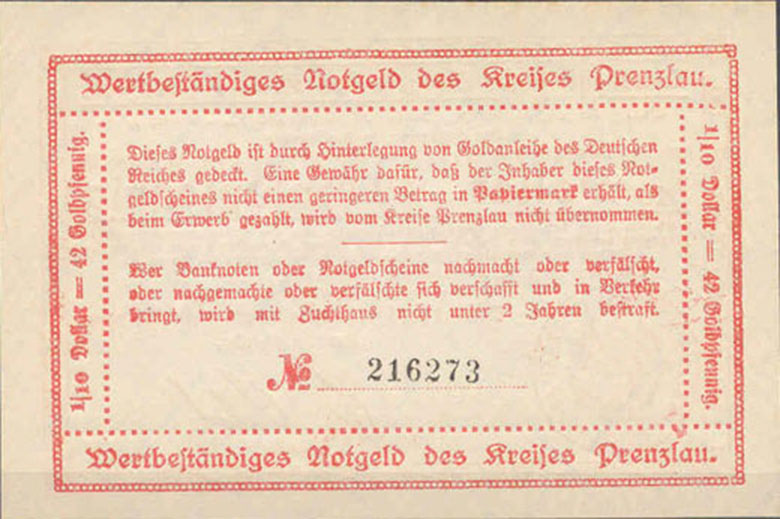 Wertbeständiges Notgeld des Kreises Prenzlau.
1/10 Dollar = 42 Goldpfennig.
Dieses Notgeld ist durch Hinterlegung von Goldanleihe des Deutschen
Reiches gedeckt. Eine Gewähr dafür, daß der Inhaber dieses Not-
geldscheines nicht einen geringeren Betrag in Papiermark erhält, als
beim Erwerb gezahlt, wird vom Kreise Prenzlau nicht übernommen.
Wer Banknoten oder Notgeldscheine nachmacht oder verfälscht,
oder nachgemachte oder verfälschte sich verschafft und in Verkehr
bringt, wird mit Zuchthaus nicht unter 2 Jahren bestraft.
№ 216273
1/10 Dollar = 42 Goldpfennig.
Wertbeständiges Notgeld des Kreises Prenzlau.